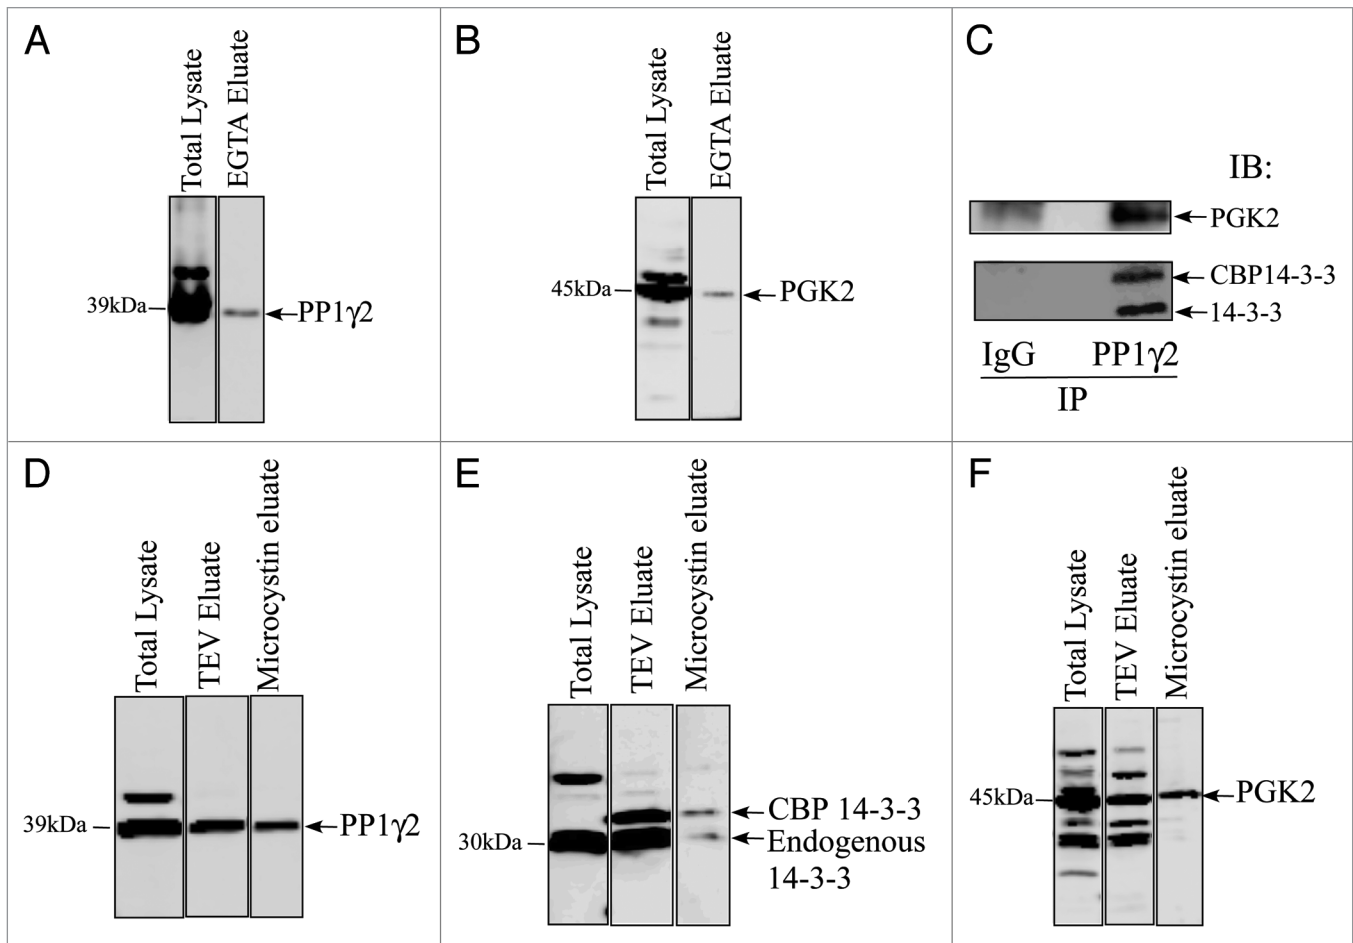 A
Total Lysate
EGTA Eluate
39kDa
PP1γ2
B
Total Lysate
EGTA Eluate
45kDa
PGK2
C
IB:
PGK2
CBP14-3-3
14-3-3
IgG PP1γ2
IP
D
Total Lysate
TEV Eluate
Microcystin eluate
39kDa
PP1γ2
E
Total Lysate
TEV Eluate
Microcystin eluate
30kDa
CBP 14-3-3
Endogenous
14-3-3
F
Total Lysate
TEV Eluate
Microcystin eluate
45kDa
PGK2